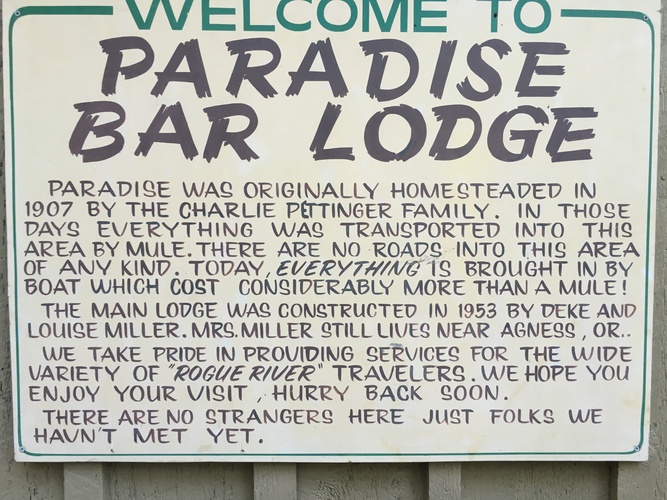 WELCOME TO
PARADISE
BAR LODGE
PARADISE WAS ORIGINALLY HOMESTEADED IN
1907 BY THE CHARLIE PETTINGER FAMILY. IN THOSE
DAYS EVERYTHING WAS TRANSPORTED INTO THIS
AREA BY MULE. THERE ARE NO ROADS INTO THIS AREA
OF ANY KIND. TODAY, EVERYTHING IS BROUGHT IN BY
BOAT WHICH COST CONSIDERABLY MORE THAN A MULE!
THE MAIN LODGE WAS CONSTRUCTED IN 1953 BY DEKE AND
LOUISE MILLER. MRS. MILLER STILL LIVES NEAR AGNESS, OR..
WE TAKE PRIDE IN PROVIDING SERVICES FOR THE WIDE
VARIETY OF "ROGUE RIVER" TRAVELERS. WE HOPE YOU
ENJOY YOUR VISIT, HURRY BACK SOON.
THERE ARE NO STRANGERS HERE JUST FOLKS WE
HAVN'T MET YET.